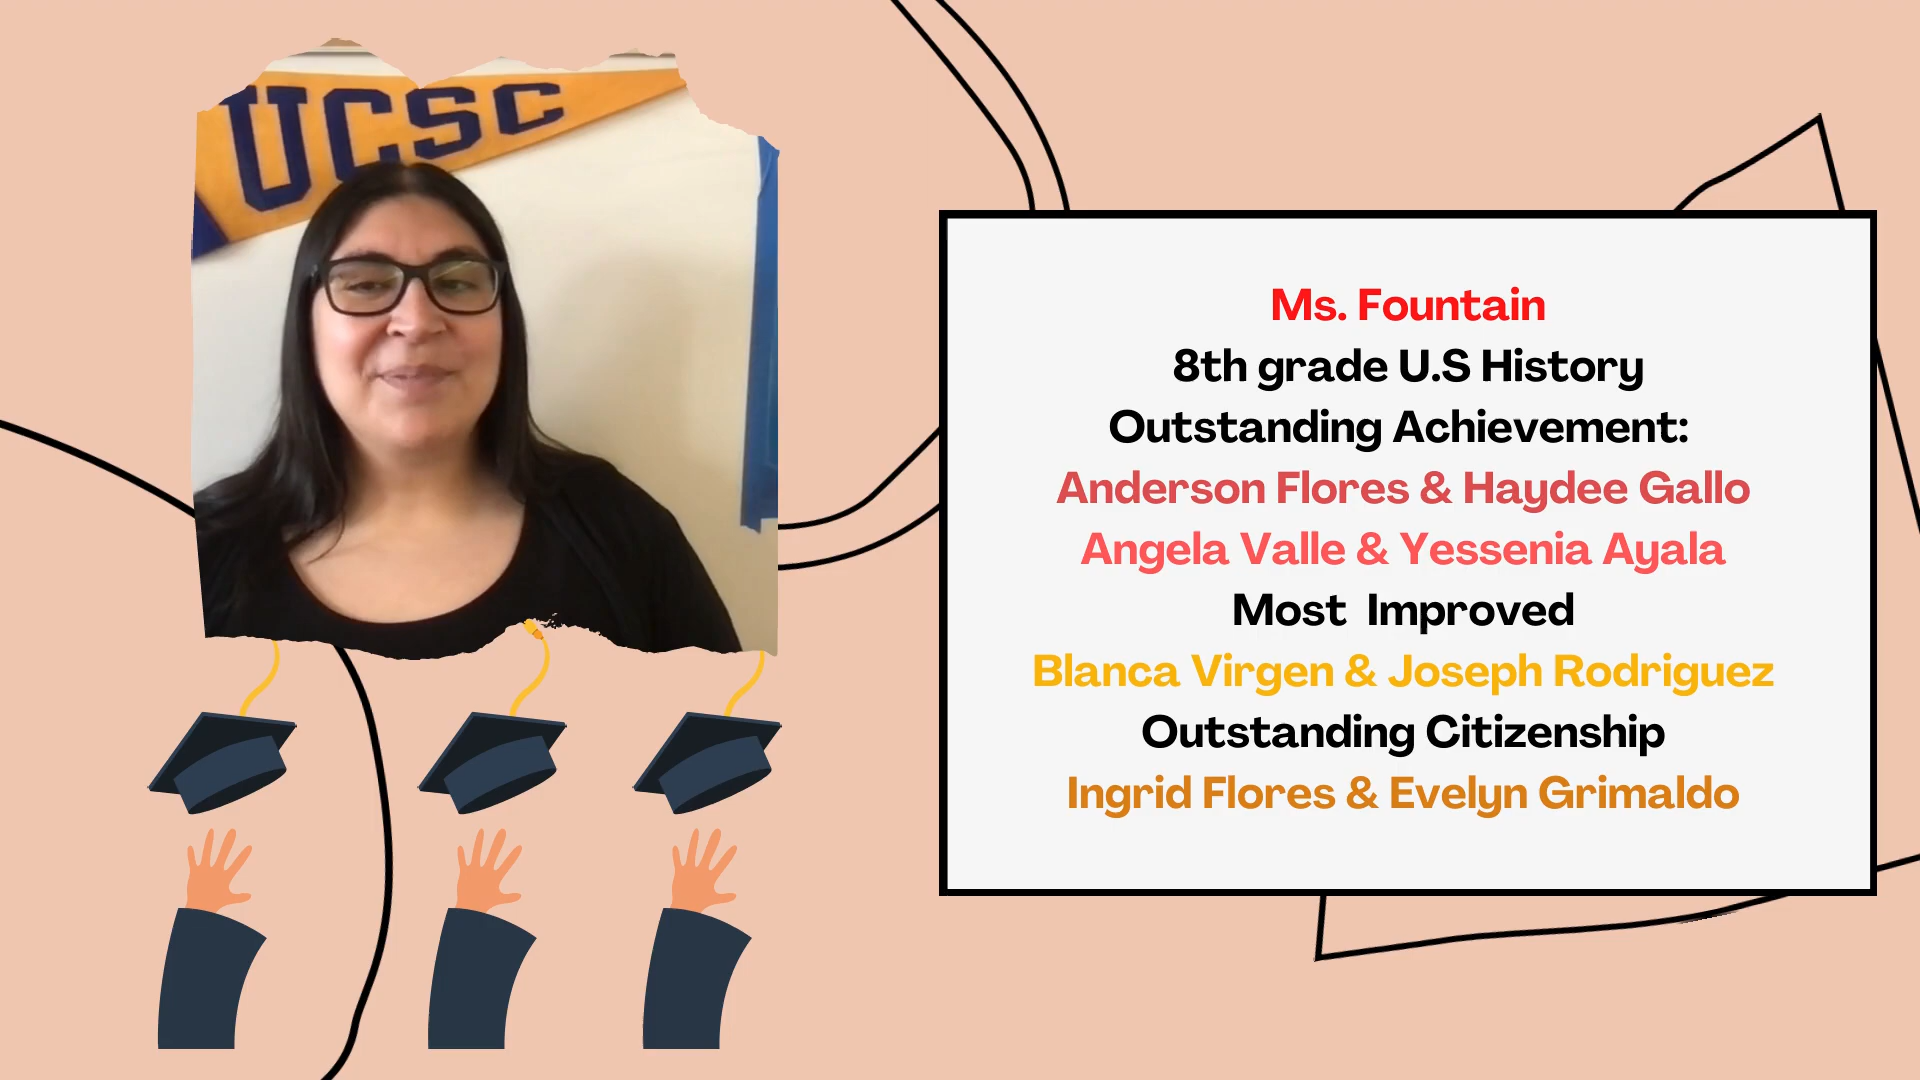 UCSC
Ms. Fountain
8th grade U.S History
Outstanding Achievement:
Anderson Flores & Haydee Gallo
Angela Valle & Yessenia Ayala
Most  Improved
Blanca Virgen & Joseph Rodriguez
Outstanding Citizenship
Ingrid Flores & Evelyn Grimaldo